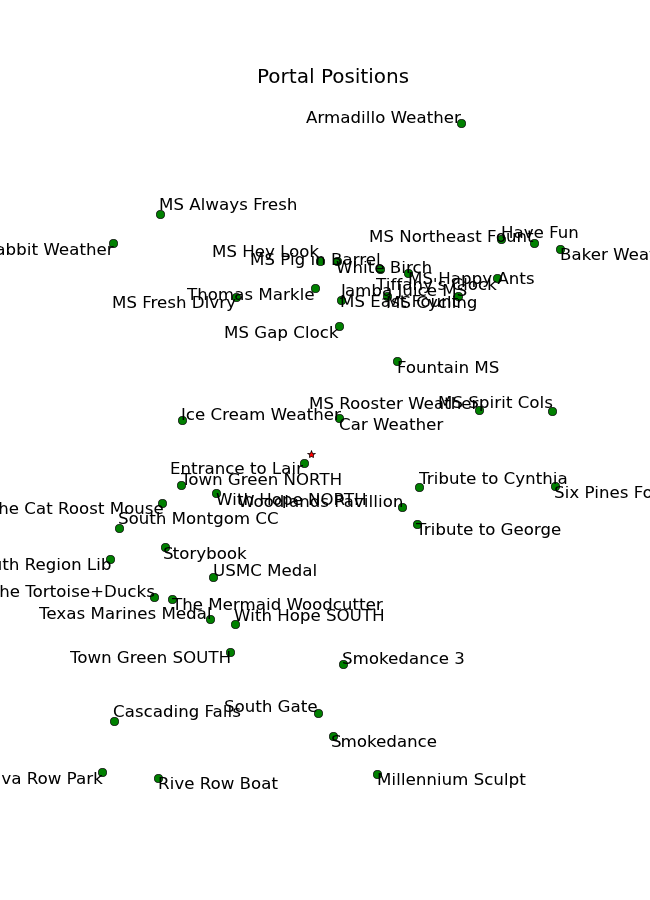 Portal Positions
Armadillo Weather
MS Always Fresh
MS Northeast Fount
Have Fun
abbit Weather
MS Hey Look
Baker Weat
MS Pig in Barrel
White Birch
MS Happy Ants
Tiffany's Clock
Jamba Juice MS
Thomas Markle
MS Fresh Divry
MS East Fount
MS Cycling
MS Gap Clock
Fountain MS
MS Rooster Weather
MS Spirit Cols
Ice Cream Weather
Car Weather
Entrance to Lair
Town Green NORTH
Tribute to Cynthia
Six Pines Fo
With Hope NORTH
Woodlands Pavillion
he Cat Roost Mouse
South Montgom CC
Tribute to George
Storybook
uth Region Lib
USMC Medal
he Tortoise+Ducks
The Mermaid Woodcutter
Texas Marines Medal
With Hope SOUTH
Town Green SOUTH
Smokedance 3
Cascading Falls
South Gate
Smokedance
va Row Park
Rive Row Boat
Millennium Sculpt